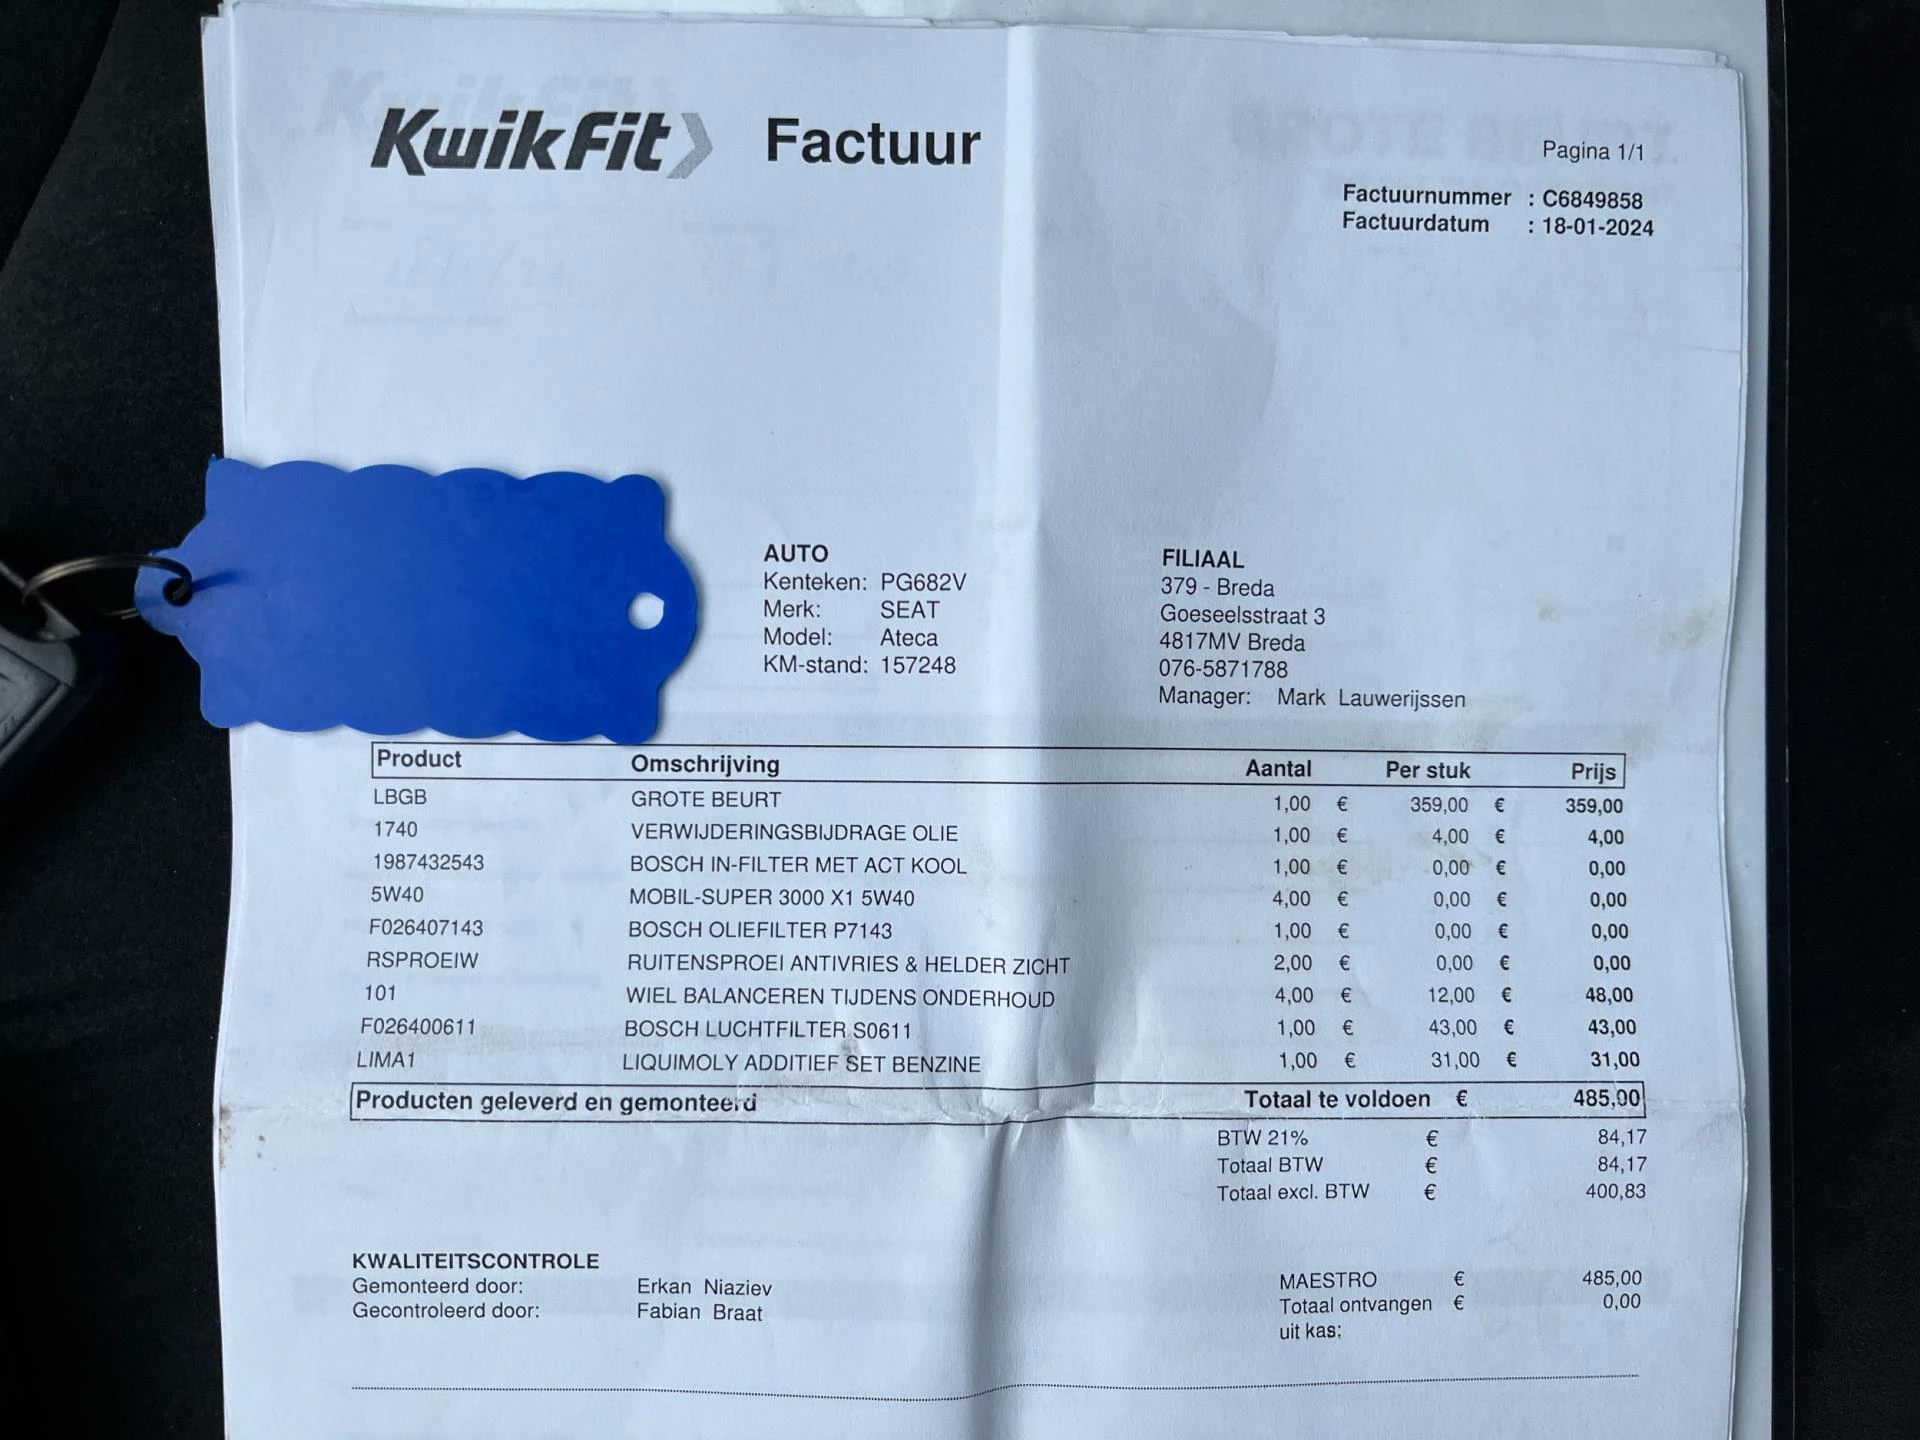 KwikFit Factuur
Pagina 1/1
Factuurnummer : C6849858
Factuurdatum : 18-01-2024
AUTO
Kenteken: PG682V
Merk: SEAT
Model: Ateca
KM-stand: 157248
FILIAAL
379 - Breda
Goeseelsstraat 3
4817MV Breda
076-5871788
Manager: Mark Lauwerijssen
Product Omschrijving Aantal Per stuk Prijs
LBGB GROTE BEURT 1,00 € 359,00 € 359,00
1740 VERWIJDERINGSBIJDRAGE OLIE 1,00 € 4,00 € 4,00
1987432543 BOSCH IN-FILTER MET ACT KOOL 1,00 € 0,00 € 0,00
5W40 MOBIL-SUPER 3000 X1 5W40 4,00 € 0,00 € 0,00
F026407143 BOSCH OLIEFILTER P7143 1,00 € 0,00 € 0,00
RSPROEIW RUITENSPROEI ANTIVRIES & HELDER ZICHT 2,00 € 0,00 € 0,00
101 WIEL BALANCEREN TIJDENS ONDERHOUD 4,00 € 12,00 € 48,00
F026400611 BOSCH LUCHTFILTER S0611 1,00 € 43,00 € 43,00
LIMA1 LIQUIMOLY ADDITIEF SET BENZINE 1,00 € 31,00 € 31,00
Producten geleverd en gemonteerd Totaal te voldoen € 485,00
BTW 21% € 84,17
Totaal BTW € 84,17
Totaal excl. BTW € 400,83
KWALITEITSCONTROLE
Gemonteerd door: Erkan Niaziev
Gecontroleerd door: Fabian Braat
MAESTRO € 485,00
Totaal ontvangen € 0,00
uit kas: